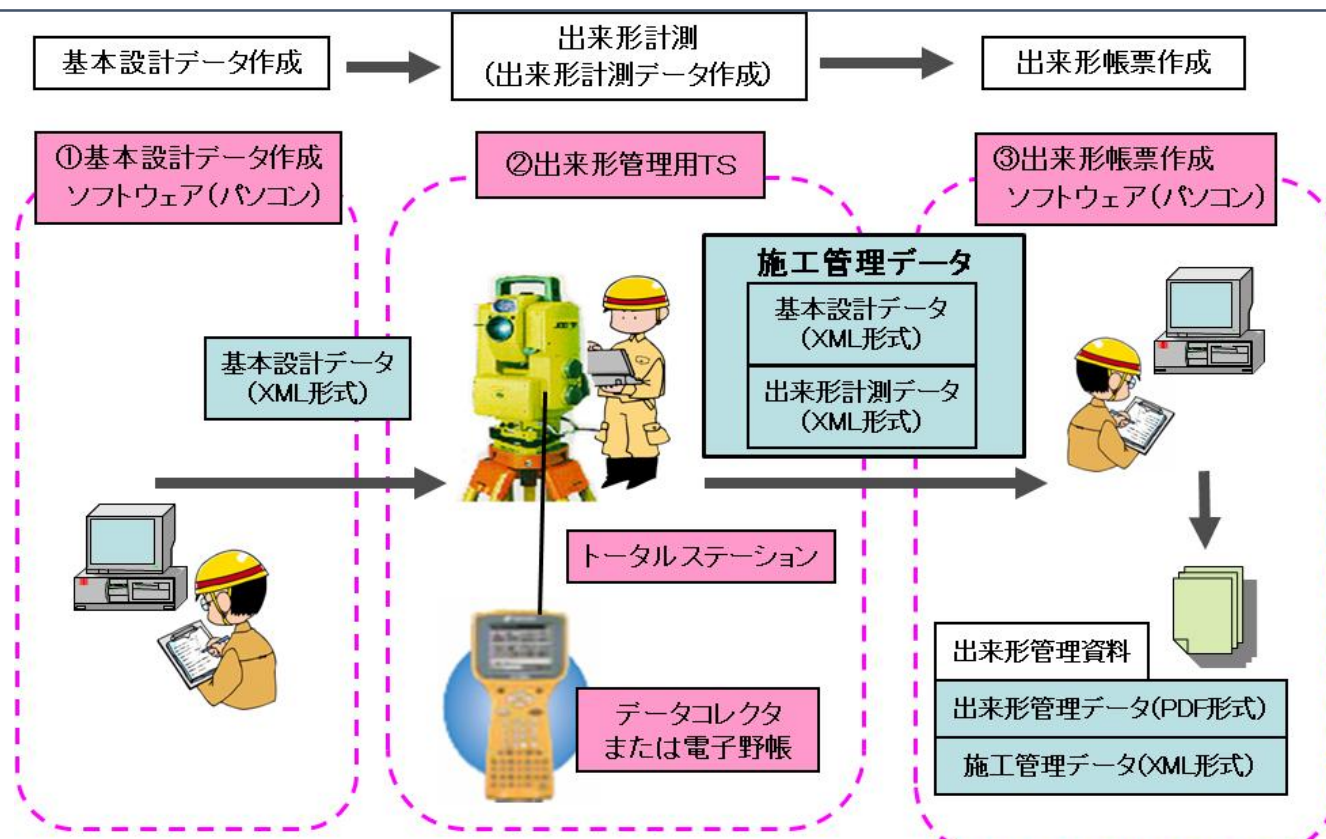 基本設計データ作成
出来形計測
(出来形計測データ作成)
出来形帳票作成
①基本設計データ作成
ソフトウェア(パソコン)
②出来形管理用TS
③出来形帳票作成
ソフトウェア(パソコン)
基本設計データ
(XML形式)
施工管理データ
基本設計データ
(XML形式)
出来形計測データ
(XML形式)
トータルステーション
データコレクタ
または電子野帳
出来形管理資料
出来形管理データ(PDF形式)
施工管理データ(XML形式)